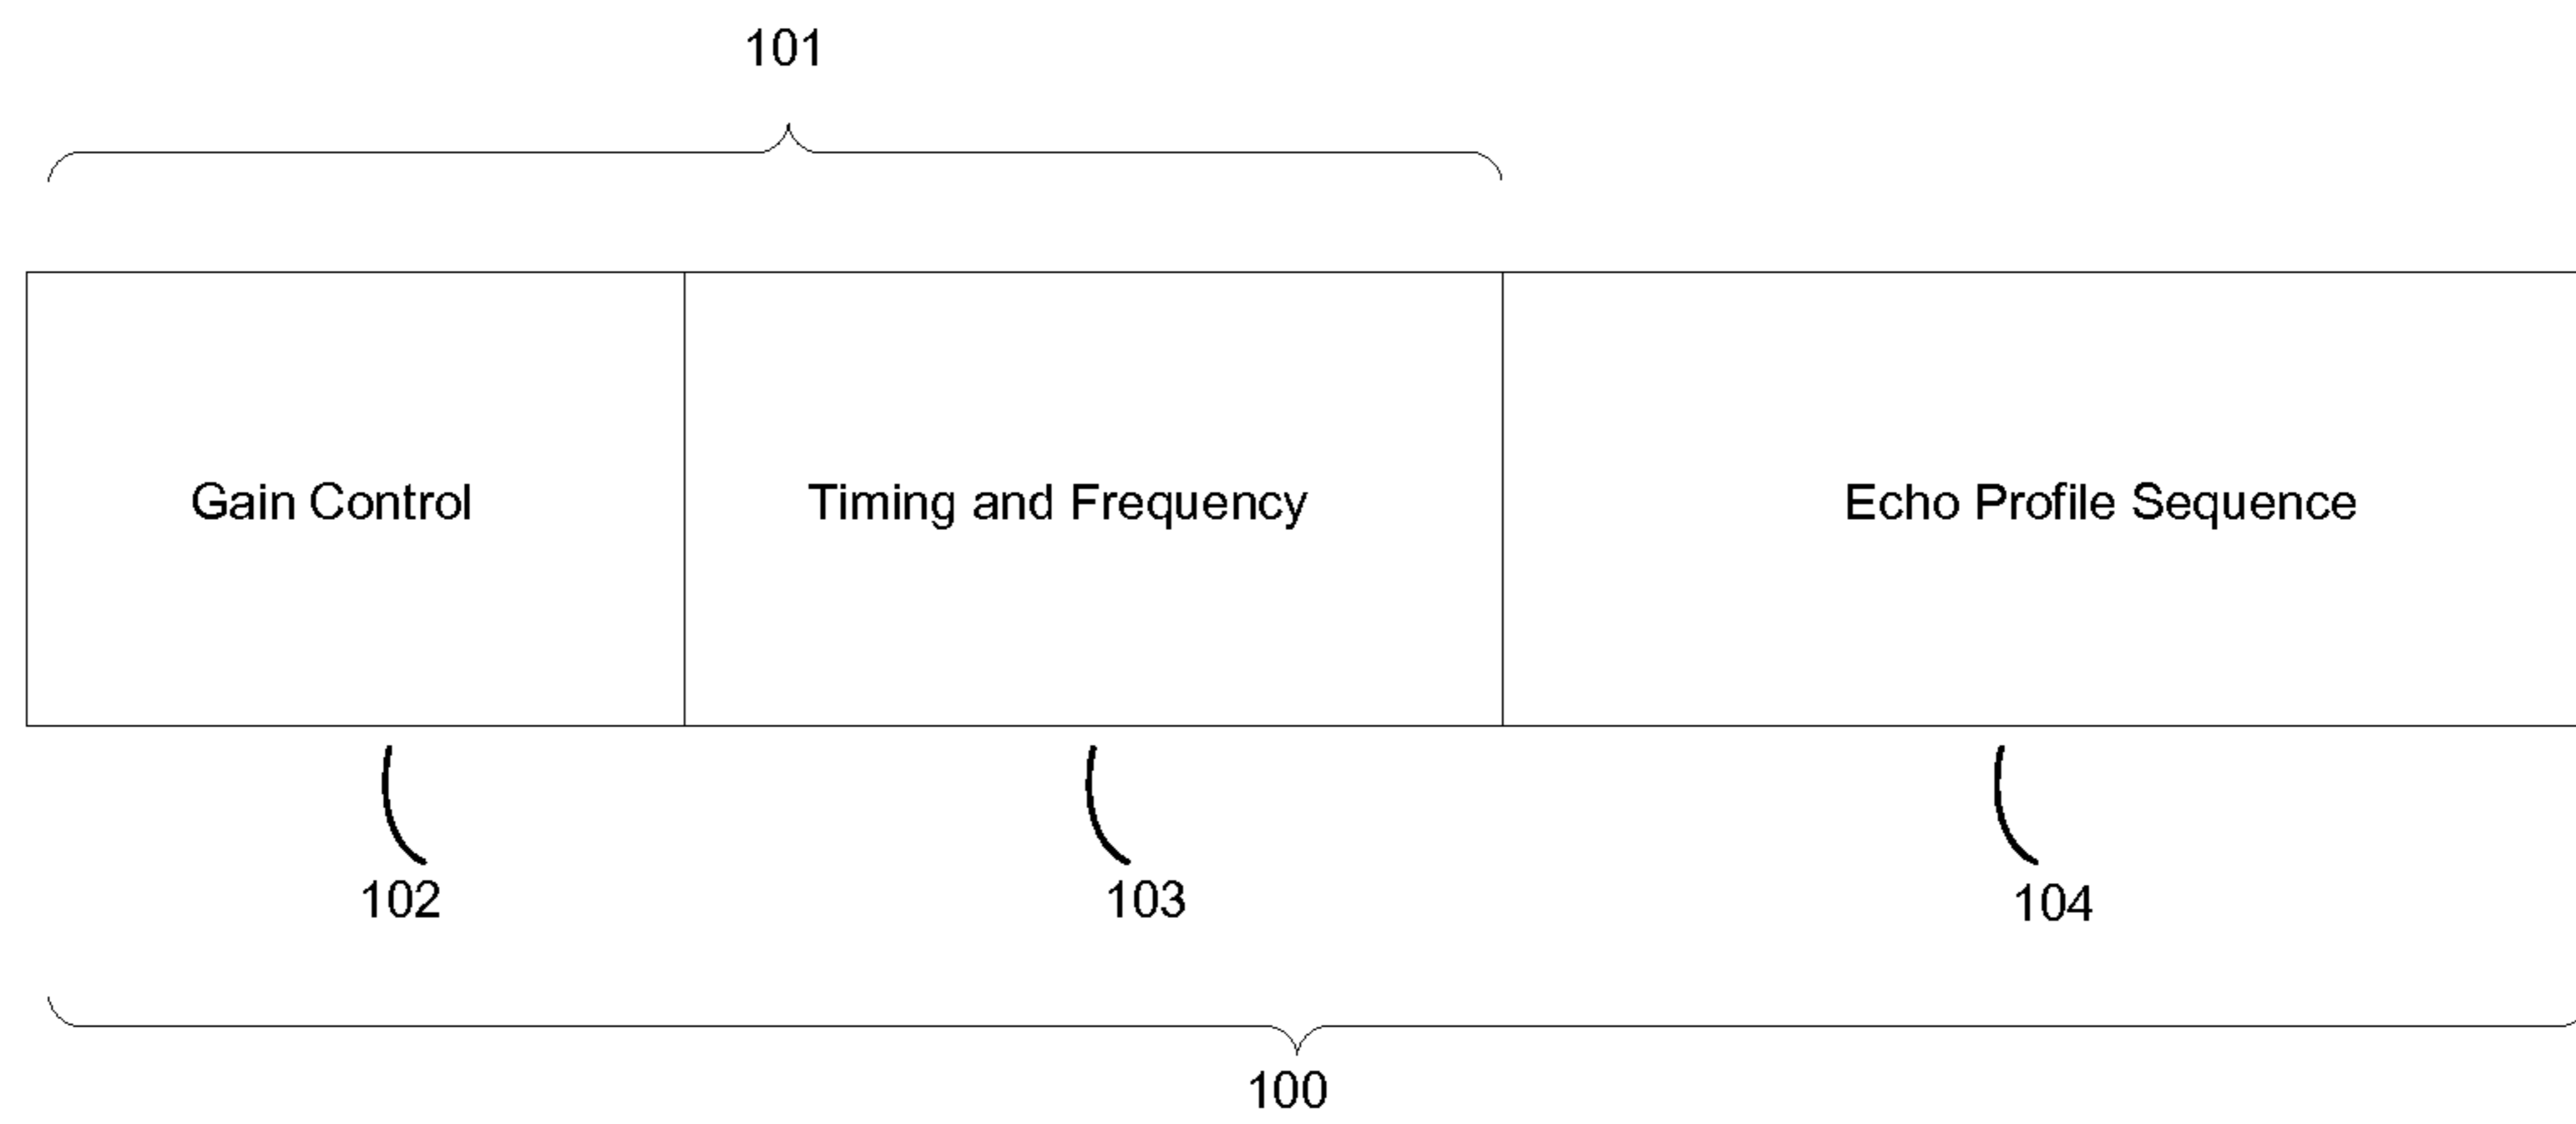 101
Gain Control
Timing and Frequency
Echo Profile Sequence
102
103
104
100